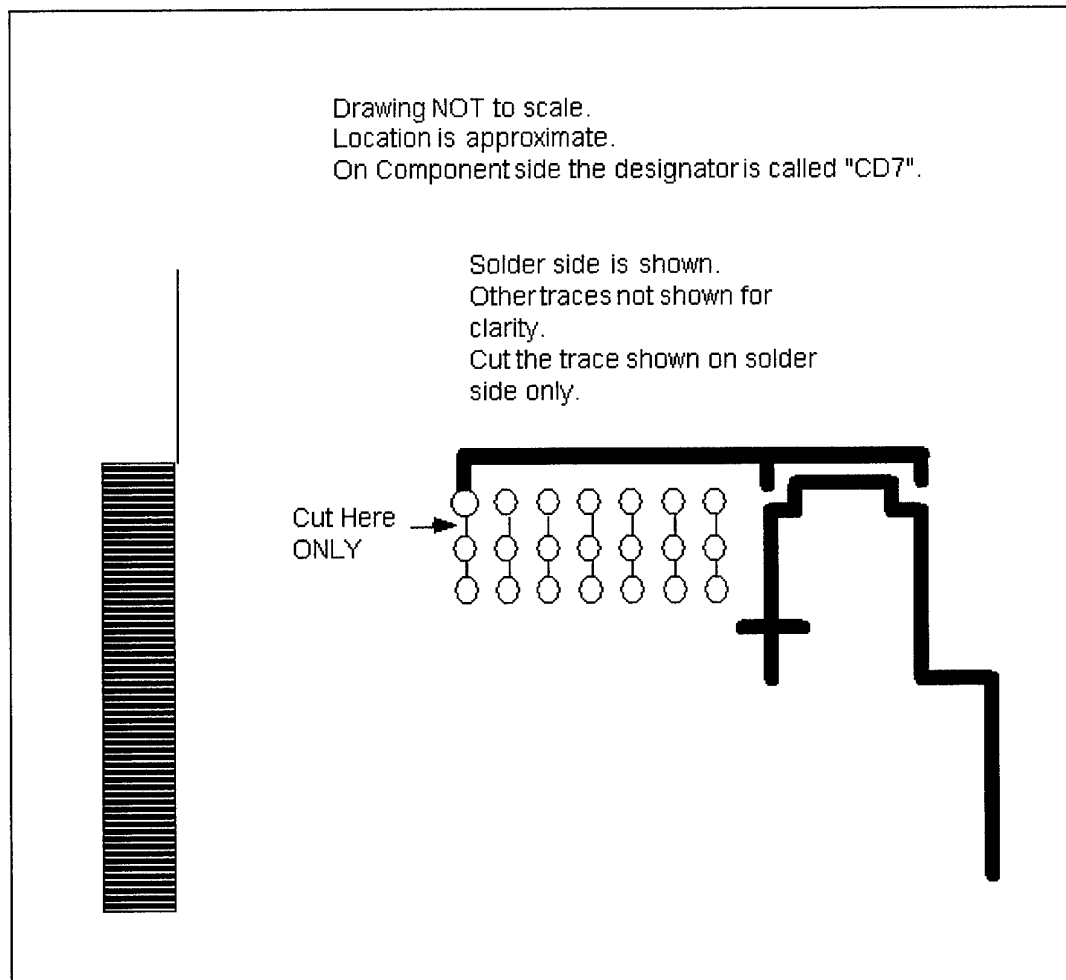 Drawing NOT to scale.
Location is approximate.
On Component side the designator is called "CD7".
Solder side is shown.
Other traces not shown for
clarity.
Cut the trace shown on solder
side only.
Cut Here
ONLY